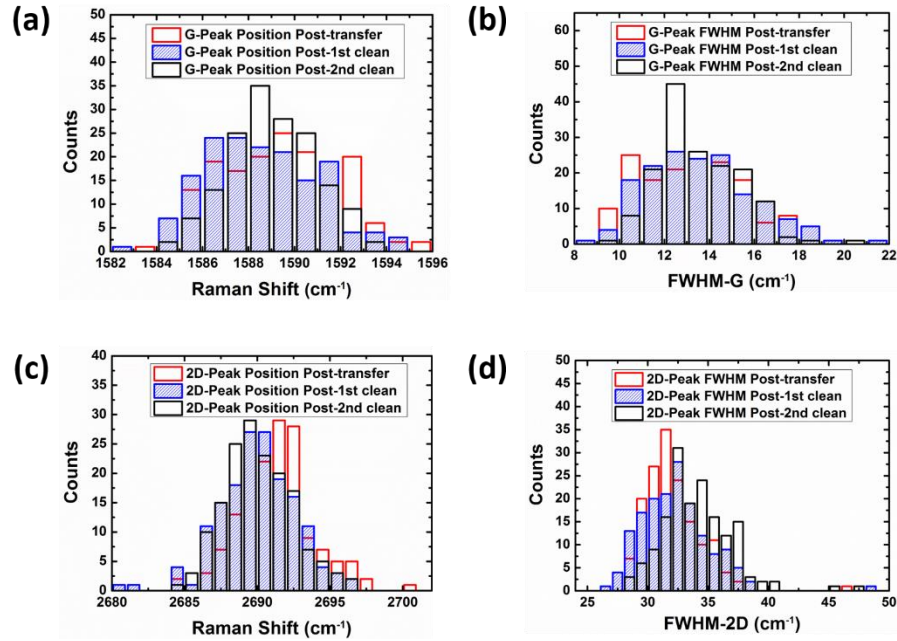 (a)
50
45
40
35
30
25
20
15
10
5
0
Counts
G-Peak Position Post-transfer
G-Peak Position Post-1st clean
G-Peak Position Post-2nd clean
1582 1584 1586 1588 1590 1592 1594 1596
Raman Shift (cm⁻¹)
(b)
60
50
40
30
20
10
0
Counts
G-Peak FWHM Post-transfer
G-Peak FWHM Post-1st clean
G-Peak FWHM Post-2nd clean
8 10 12 14 16 18 20 22
FWHM-G (cm⁻¹)
(c)
40
35
30
25
20
15
10
5
0
Counts
2D-Peak Position Post-transfer
2D-Peak Position Post-1st clean
2D-Peak Position Post-2nd clean
2680 2685 2690 2695 2700
Raman Shift (cm⁻¹)
(d)
50
45
40
35
30
25
20
15
10
5
0
Counts
2D-Peak FWHM Post-transfer
2D-Peak FWHM Post-1st clean
2D-Peak FWHM Post-2nd clean
25 30 35 40 45 50
FWHM-2D (cm⁻¹)